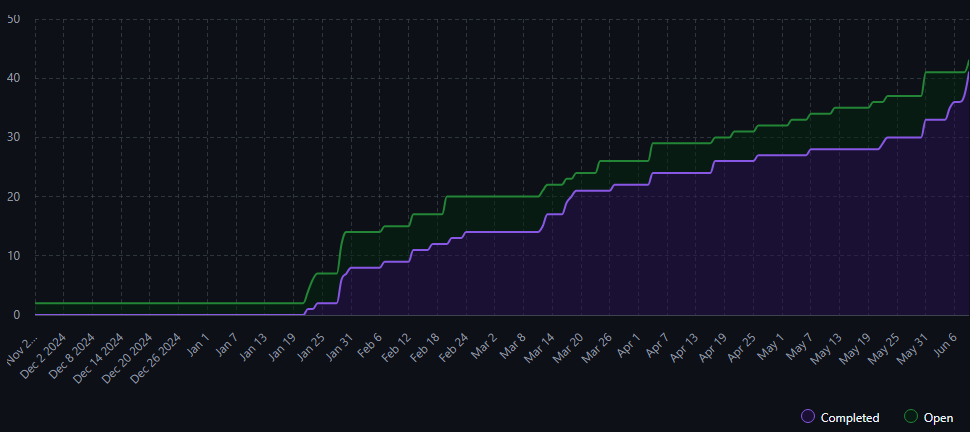 50
40
30
20
10
0
Nov 2...
Dec 2 2024
Dec 8 2024
Dec 14 2024
Dec 20 2024
Dec 26 2024
Jan 1
Jan 7
Jan 13
Jan 19
Jan 25
Jan 31
Feb 6
Feb 12
Feb 18
Feb 24
Mar 2
Mar 8
Mar 14
Mar 20
Mar 26
Apr 1
Apr 7
Apr 13
Apr 19
Apr 25
May 1
May 7
May 13
May 19
May 25
May 31
Jun 6
Completed Open